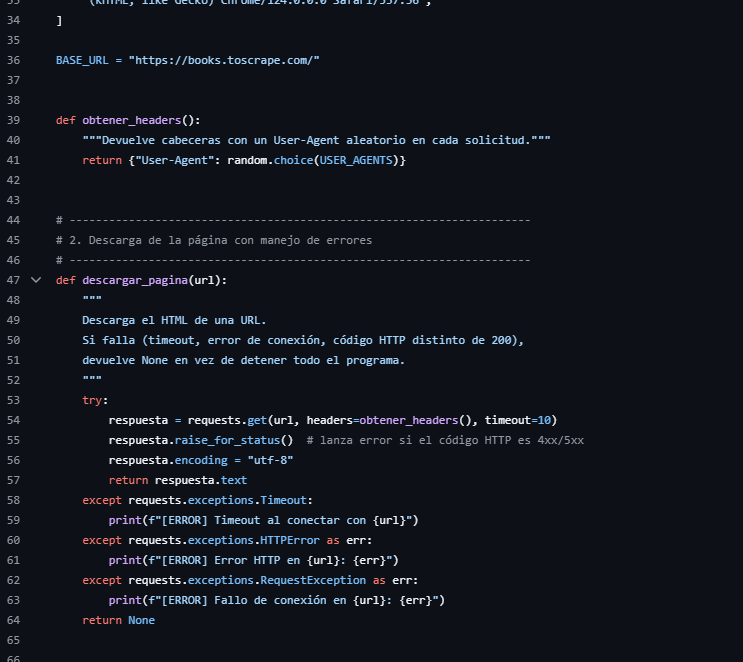 33 (KHTML, like Gecko) Chrome/124.0.0.0 Safari/537.36",
34 ]
35
36 BASE_URL = "https://books.toscrape.com/"
37
38
39 def obtener_headers():
40 """Devuelve cabeceras con un User-Agent aleatorio en cada solicitud."""
41 return {"User-Agent": random.choice(USER_AGENTS)}
42
43
44 # ----------------------------------------------------------------------
45 # 2. Descarga de la página con manejo de errores
46 # ----------------------------------------------------------------------
47 def descargar_pagina(url):
48 """
49 Descarga el HTML de una URL.
50 Si falla (timeout, error de conexión, código HTTP distinto de 200),
51 devuelve None en vez de detener todo el programa.
52 """
53 try:
54 respuesta = requests.get(url, headers=obtener_headers(), timeout=10)
55 respuesta.raise_for_status()  # lanza error si el código HTTP es 4xx/5xx
56 respuesta.encoding = "utf-8"
57 return respuesta.text
58 except requests.exceptions.Timeout:
59 print(f"[ERROR] Timeout al conectar con {url}")
60 except requests.exceptions.HTTPError as err:
61 print(f"[ERROR] Error HTTP en {url}: {err}")
62 except requests.exceptions.RequestException as err:
63 print(f"[ERROR] Fallo de conexión en {url}: {err}")
64 return None
65
66